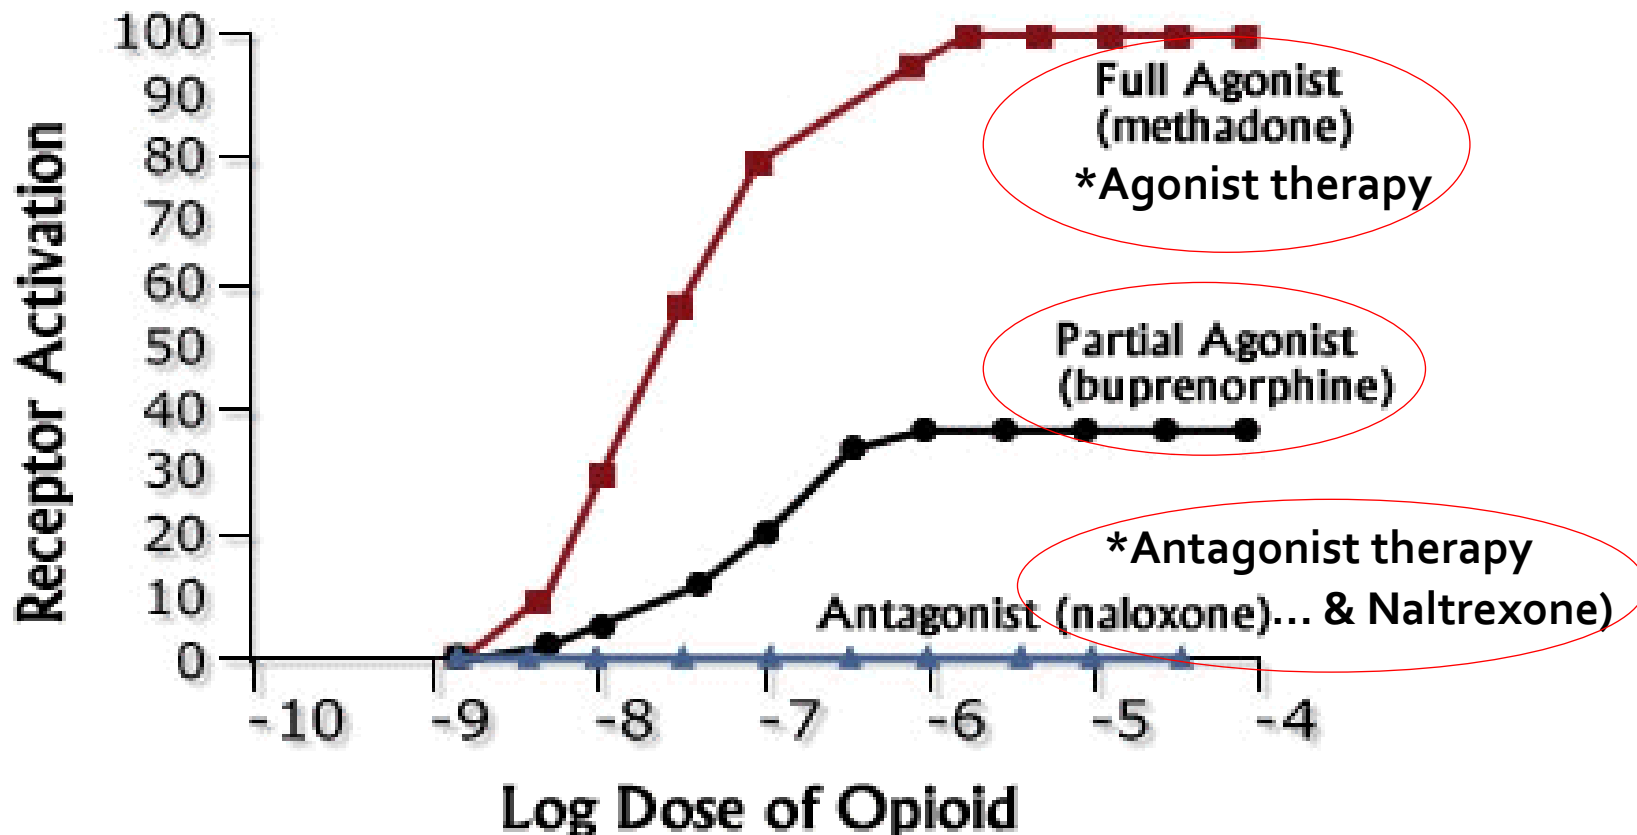 100
90
80
70
60
50
40
30
20
10
0
Receptor Activation
Full Agonist
(methadone)
*Agonist therapy
Partial Agonist
(buprenorphine)
*Antagonist therapy
Antagonist (naloxone)... & Naltrexone)
-10 -9 -8 -7 -6 -5 -4
Log Dose of Opioid